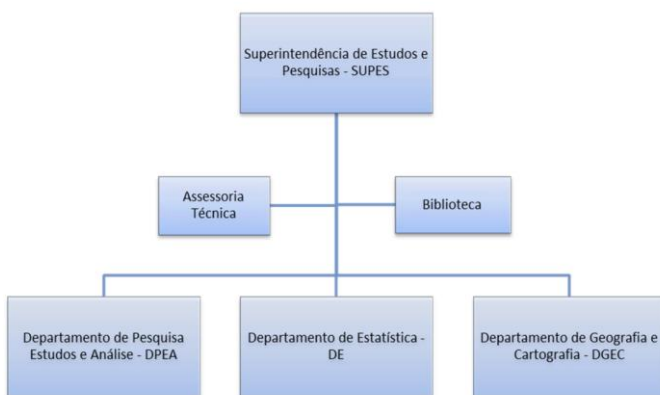 Superintendência de Estudos e
Pesquisas - SUPES
Assessoria
Técnica
Biblioteca
Departamento de Pesquisa
Estudos e Análise - DPEA
Departamento de Estatística -
DE
Departamento de Geografia e
Cartografia - DGEC